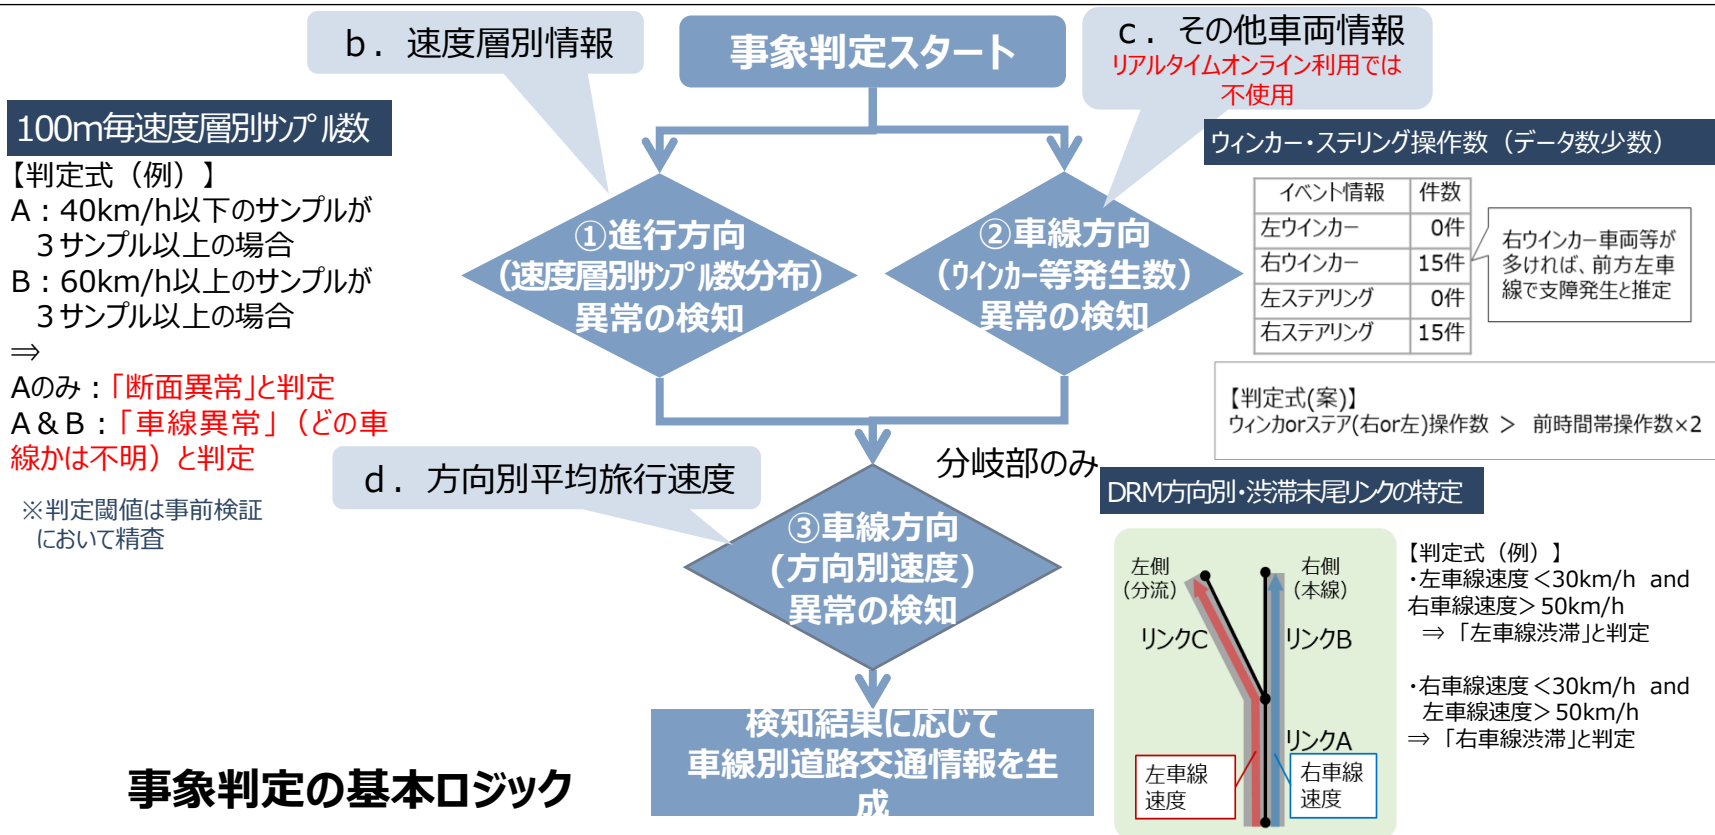 b．速度層別情報
事象判定スタート
c．その他車両情報
リアルタイムオンライン利用では
不使用
100m毎速度層別サンプル数
【判定式（例）】
A：40km/h以下のサンプルが
３サンプル以上の場合
B：60km/h以上のサンプルが
３サンプル以上の場合
⇒
Aのみ：「断面異常」と判定
A＆B：「車線異常」（どの車
線かは不明）と判定
※判定閾値は事前検証
において精査
①進行方向
（速度層別サンプル数分布）
異常の検知
②車線方向
（ウインカー等発生数）
異常の検知
ウィンカー・ステリング操作数（データ数少数）
イベント情報 件数
左ウインカー 0件
右ウインカー 15件
左ステアリング 0件
右ステアリング 15件
右ウインカー車両等が
多ければ、前方左車
線で支障発生と推定
【判定式(案)】
ウィンカorステア(右or左)操作数 ＞ 前時間帯操作数×2
d．方向別平均旅行速度
分岐部のみ
③車線方向
(方向別速度)
異常の検知
DRM方向別・渋滞末尾リンクの特定
左側
（分流）
右側
（本線）
リンクC
リンクB
リンクA
左車線
速度
右車線
速度
【判定式（例）】
・左車線速度＜30km/h and
右車線速度＞50km/h
⇒「左車線渋滞」と判定
・右車線速度＜30km/h and
左車線速度＞50km/h
⇒「右車線渋滞」と判定
検知結果に応じて
車線別道路交通情報を生
成
事象判定の基本ロジック